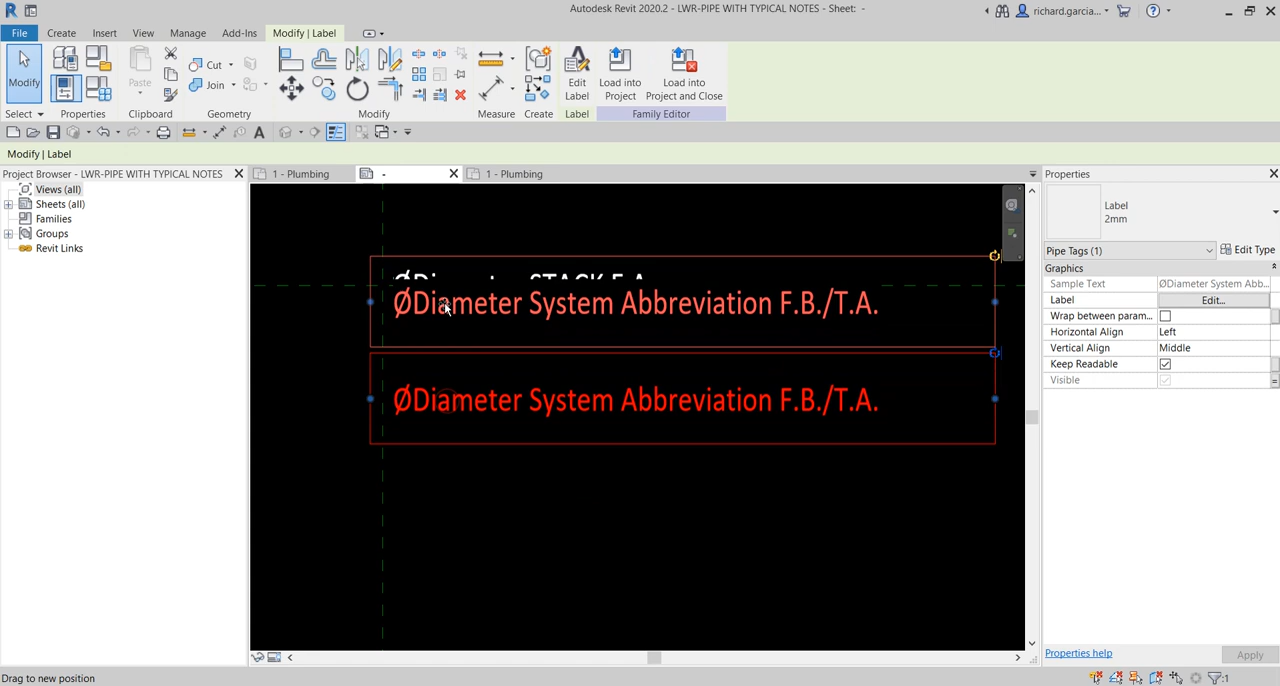 Autodesk Revit 2020.2 - LWR-PIPE WITH TYPICAL NOTES - Sheet: -
richard.garcia...
File Create Insert View Manage Add-Ins Modify | Label
Modify
Paste
Cut
Join
Edit Label
Load into Project
Load into Project and Close
Select Properties Clipboard Geometry Modify Measure Create Label Family Editor
Modify | Label
Project Browser - LWR-PIPE WITH TYPICAL NOTES
1 - Plumbing
-
1 - Plumbing
Views (all)
Sheets (all)
Families
Groups
Revit Links
ØDiameter STACK F.A.
ØDiameter System Abbreviation F.B./T.A.
ØDiameter System Abbreviation F.B./T.A.
Properties
Label
2mm
Pipe Tags (1)
Edit Type
Graphics
Sample Text ØDiameter System Abb...
Label Edit...
Wrap between param...
Horizontal Align Left
Vertical Align Middle
Keep Readable
Visible
Properties help
Apply
Drag to new position
:1